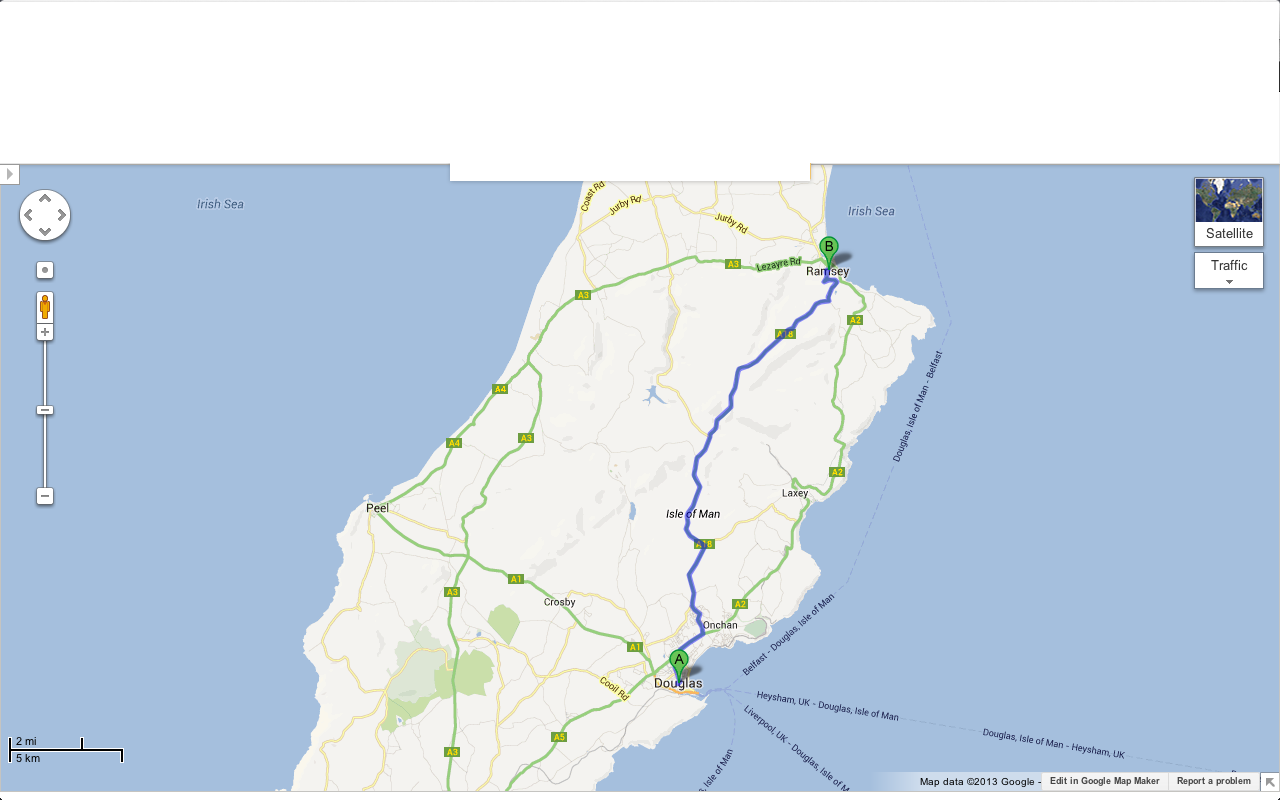 Irish Sea
Coast Rd
Jurby Rd
Jurby Rd
Irish Sea
Satellite
Traffic
B
A3
Lezayre Rd
Ramsey
A3
A2
A18
Douglas, Isle of Man - Belfast
A4
A3
A4
A2
Laxey
Peel
Isle of Man
A18
A1
A3
Crosby
A2
Onchan
Belfast - Douglas, Isle of Man
A1
A
Cooil Rd
Douglas
Heysham, UK - Douglas, Isle of Man
Liverpool, UK - Douglas, Isle of M
Douglas, Isle of Man - Heysham, UK
A5
A3
s, Isle of Man
2 mi
5 km
Map data ©2013 Google -
Edit in Google Map Maker
Report a problem